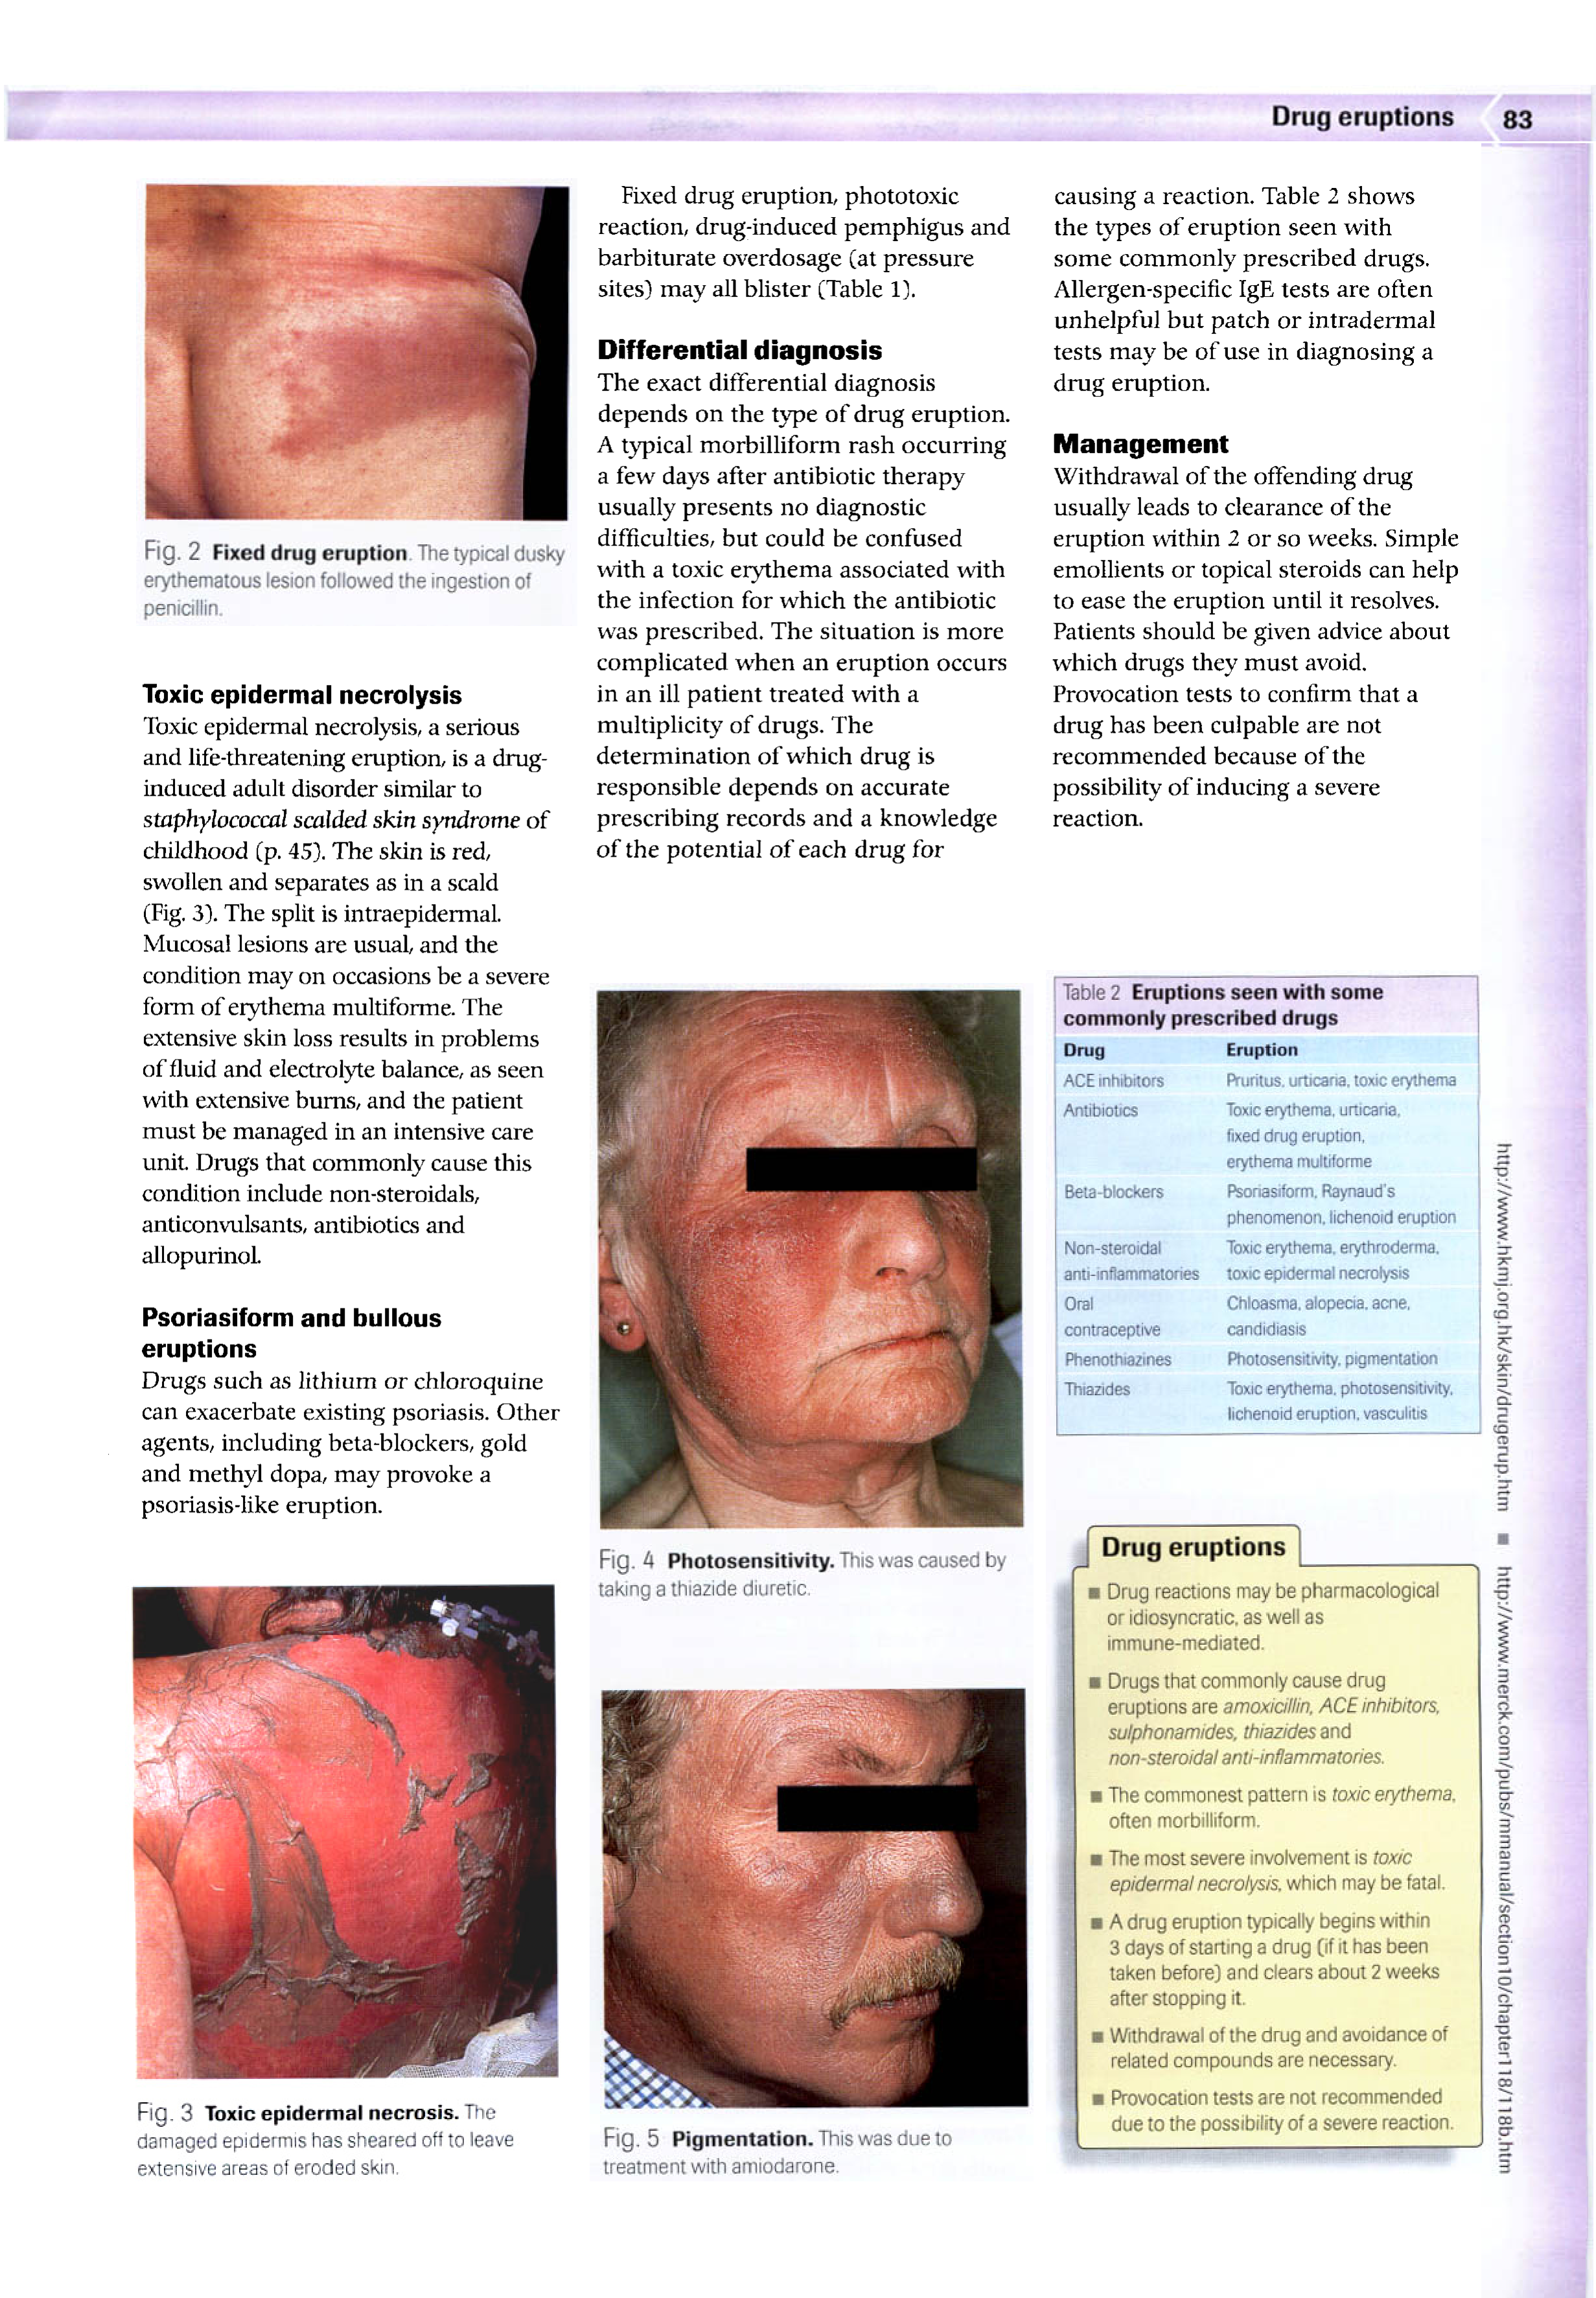 Drug eruptions 83
Fig. 2 Fixed drug eruption. The typical dusky
erythematous lesion followed the ingestion of
penicillin.
Toxic epidermal necrolysis
Toxic epidermal necrolysis, a serious
and life-threatening eruption, is a drug-
induced adult disorder similar to
staphylococcal scalded skin syndrome of
childhood (p. 45). The skin is red,
swollen and separates as in a scald
(Fig. 3). The split is intraepidermal.
Mucosal lesions are usual, and the
condition may on occasions be a severe
form of erythema multiforme. The
extensive skin loss results in problems
of fluid and electrolyte balance, as seen
with extensive burns, and the patient
must be managed in an intensive care
unit. Drugs that commonly cause this
condition include non-steroidals,
anticonvulsants, antibiotics and
allopurinol.
Psoriasiform and bullous
eruptions
Drugs such as lithium or chloroquine
can exacerbate existing psoriasis. Other
agents, including beta-blockers, gold
and methyl dopa, may provoke a
psoriasis-like eruption.
Fig. 3 Toxic epidermal necrosis. The
damaged epidermis has sheared off to leave
extensive areas of eroded skin.
Fixed drug eruption, phototoxic
reaction, drug-induced pemphigus and
barbiturate overdosage (at pressure
sites) may all blister (Table 1).
Differential diagnosis
The exact differential diagnosis
depends on the type of drug eruption.
A typical morbilliform rash occurring
a few days after antibiotic therapy
usually presents no diagnostic
difficulties, but could be confused
with a toxic erythema associated with
the infection for which the antibiotic
was prescribed. The situation is more
complicated when an eruption occurs
in an ill patient treated with a
multiplicity of drugs. The
determination of which drug is
responsible depends on accurate
prescribing records and a knowledge
of the potential of each drug for
Fig. 4 Photosensitivity. This was caused by
taking a thiazide diuretic.
Fig. 5 Pigmentation. This was due to
treatment with amiodarone.
causing a reaction. Table 2 shows
the types of eruption seen with
some commonly prescribed drugs.
Allergen-specific IgE tests are often
unhelpful but patch or intradermal
tests may be of use in diagnosing a
drug eruption.
Management
Withdrawal of the offending drug
usually leads to clearance of the
eruption within 2 or so weeks. Simple
emollients or topical steroids can help
to ease the eruption until it resolves.
Patients should be given advice about
which drugs they must avoid.
Provocation tests to confirm that a
drug has been culpable are not
recommended because of the
possibility of inducing a severe
reaction.
Table 2 Eruptions seen with some
commonly prescribed drugs
Drug Eruption
ACE inhibitors Pruritus, urticaria, toxic erythema
Antibiotics Toxic erythema, urticaria,
fixed drug eruption,
erythema multiforme
Beta-blockers Psoriasiform, Raynaud's
phenomenon, lichenoid eruption
Non-steroidal Toxic erythema, erythroderma,
anti-inflammatories toxic epidermal necrolysis
Oral Chloasma, alopecia, acne,
contraceptive candidiasis
Phenothiazines Photosensitivity, pigmentation
Thiazides Toxic erythema, photosensitivity,
lichenoid eruption, vasculitis
Drug eruptions
■ Drug reactions may be pharmacological
or idiosyncratic, as well as
immune-mediated.
■ Drugs that commonly cause drug
eruptions are amoxicillin, ACE inhibitors,
sulphonamides, thiazides and
non-steroidal anti-inflammatories.
■ The commonest pattern is toxic erythema,
often morbilliform.
■ The most severe involvement is toxic
epidermal necrolysis, which may be fatal.
■ A drug eruption typically begins within
3 days of starting a drug (if it has been
taken before) and clears about 2 weeks
after stopping it.
■ Withdrawal of the drug and avoidance of
related compounds are necessary.
■ Provocation tests are not recommended
due to the possibility of a severe reaction.
http://www.hkmj.org.hk/skin/drugerup.htm ■ http://www.merck.com/pubs/mmanual/section10/chapter118/118b.htm